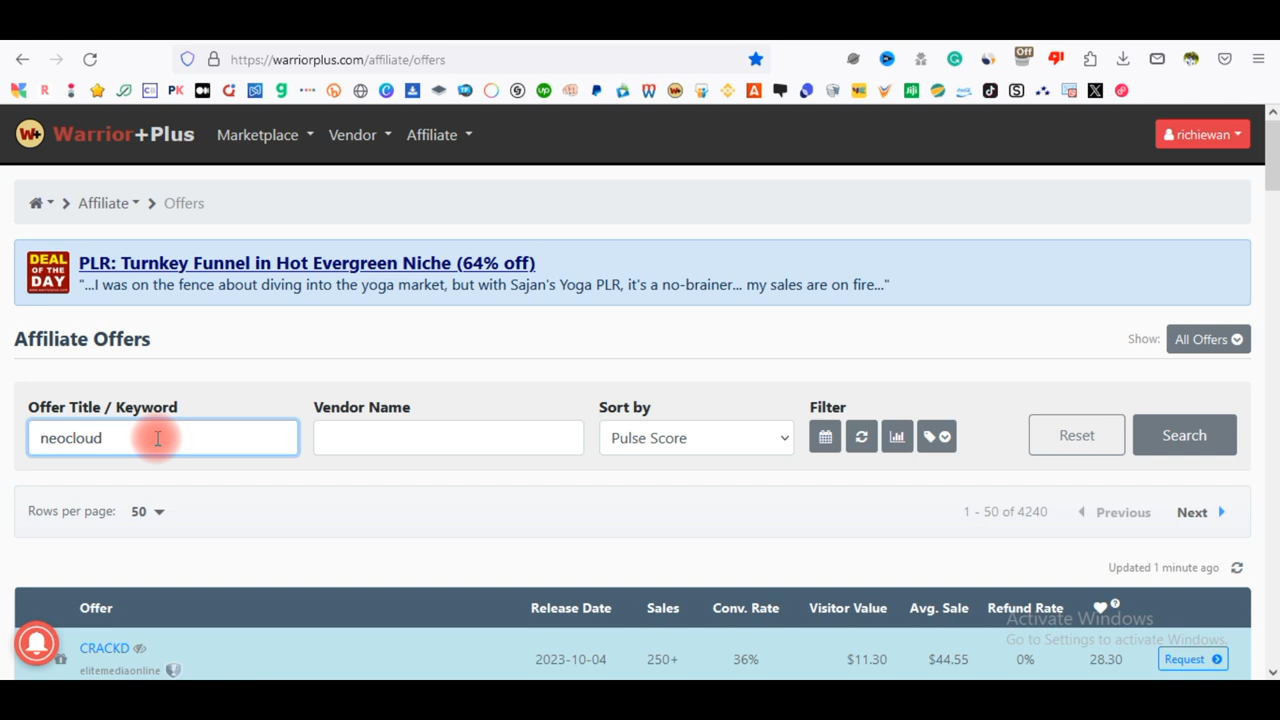 Off
https://warriorplus.com/affiliate/offers
W+ Warrior+Plus Marketplace Vendor Affiliate richiewan
Affiliate Offers
DEAL OF THE DAY
PLR: Turnkey Funnel in Hot Evergreen Niche (64% off)
"...I was on the fence about diving into the yoga market, but with Sajan's Yoga PLR, it's a no-brainer... my sales are on fire..."
Affiliate Offers
Show: All Offers
Offer Title / Keyword Vendor Name Sort by Filter
neocloud Pulse Score Reset Search
Rows per page: 50 1 - 50 of 4240 Previous Next
Updated 1 minute ago
Offer Release Date Sales Conv. Rate Visitor Value Avg. Sale Refund Rate
Activate Windows
Go to Settings to activate Windows.
CRACKD
elitemediaonline
2023-10-04 250+ 36% $11.30 $44.55 0% 28.30 Request